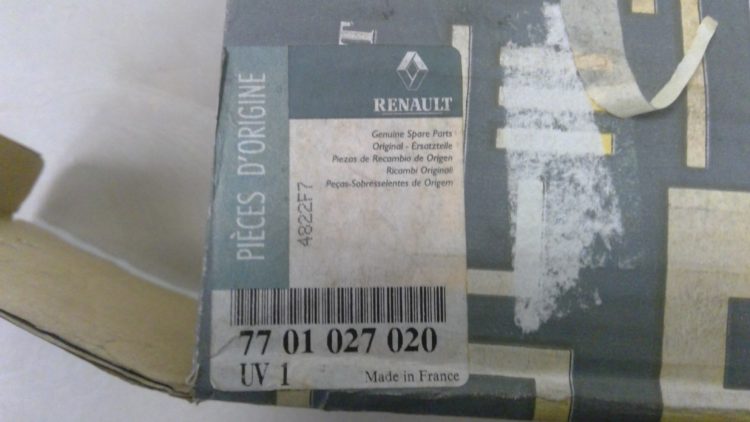 RENAULT
PIÈCES D'ORIGINE
Genuine Spare Parts
Original - Ersatzteile
Piezas de Recambio de Origen
Ricambi Originali
Peças-Sobresselentes de Origem
4822F7
77 01 027 020
UV 1
Made in France